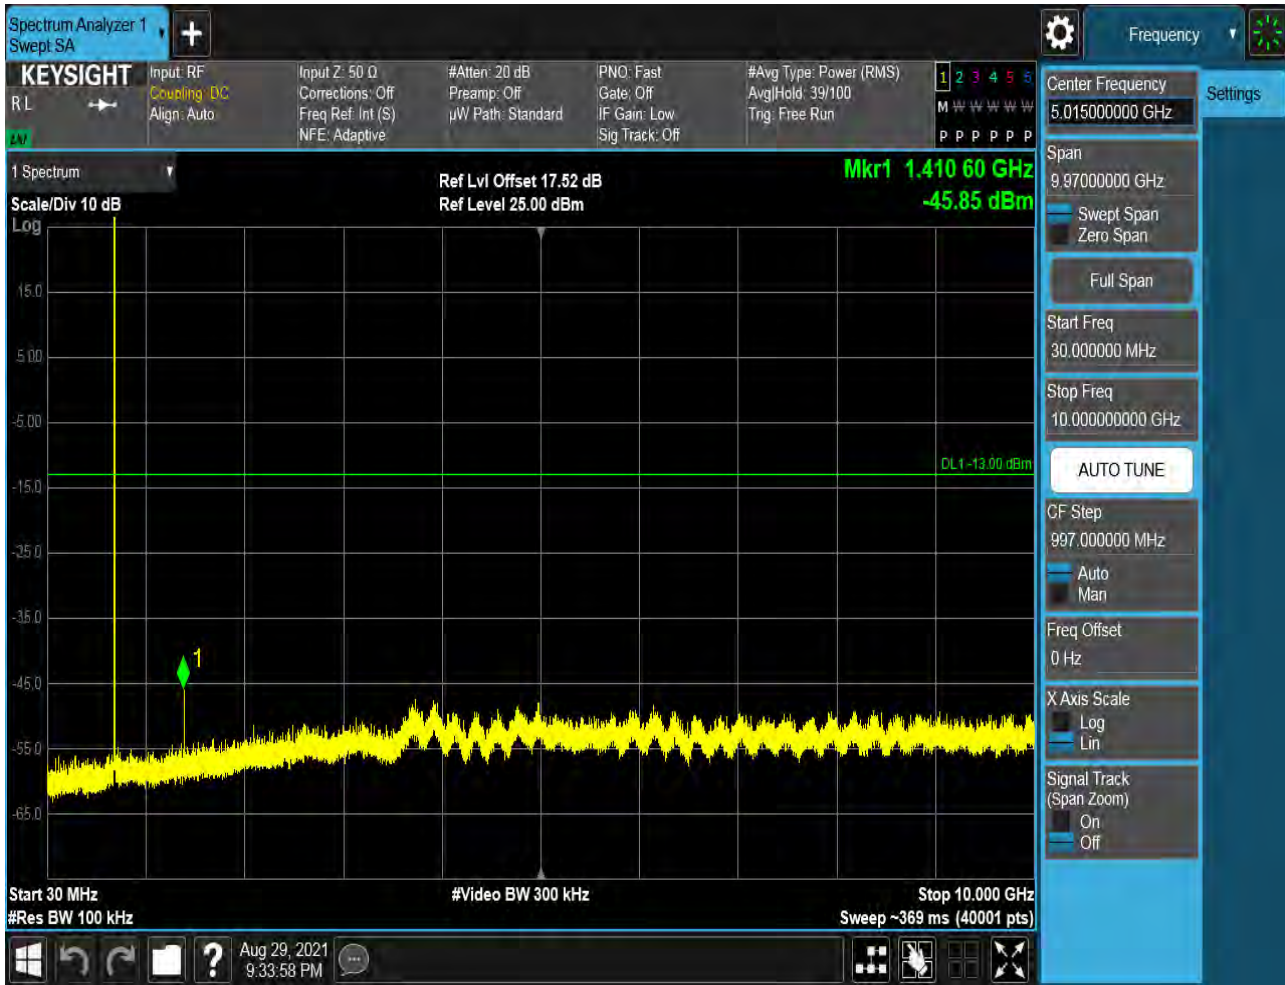 Spectrum Analyzer 1
Swept SA
Frequency
KEYSIGHT
R L
Input: RF
Coupling: DC
Align: Auto
Input Z: 50 Ω
Corrections: Off
Freq Ref: Int (S)
NFE: Adaptive
#Atten: 20 dB
Preamp: Off
µW Path: Standard
PNO: Fast
Gate: Off
IF Gain: Low
Sig Track: Off
#Avg Type: Power (RMS)
Avg|Hold: 39/100
Trig: Free Run
1 2 3 4 5 6
M W W W W W
P P P P P P
1 Spectrum
Scale/Div 10 dB
Log
Ref Lvl Offset 17.52 dB
Ref Level 25.00 dBm
Mkr1 1.410 60 GHz
-45.85 dBm
15.0
5.00
-5.00
-15.0
-25.0
-35.0
-45.0
-55.0
-65.0
DL1 -13.00 dBm
1
Start 30 MHz
#Res BW 100 kHz
#Video BW 300 kHz
Stop 10.000 GHz
Sweep ~369 ms (40001 pts)
Center Frequency
5.015000000 GHz
Settings
Span
9.97000000 GHz
Swept Span
Zero Span
Full Span
Start Freq
30.000000 MHz
Stop Freq
10.000000000 GHz
AUTO TUNE
CF Step
997.000000 MHz
Auto
Man
Freq Offset
0 Hz
X Axis Scale
Log
Lin
Signal Track
(Span Zoom)
On
Off
?
Aug 29, 2021
9:33:58 PM